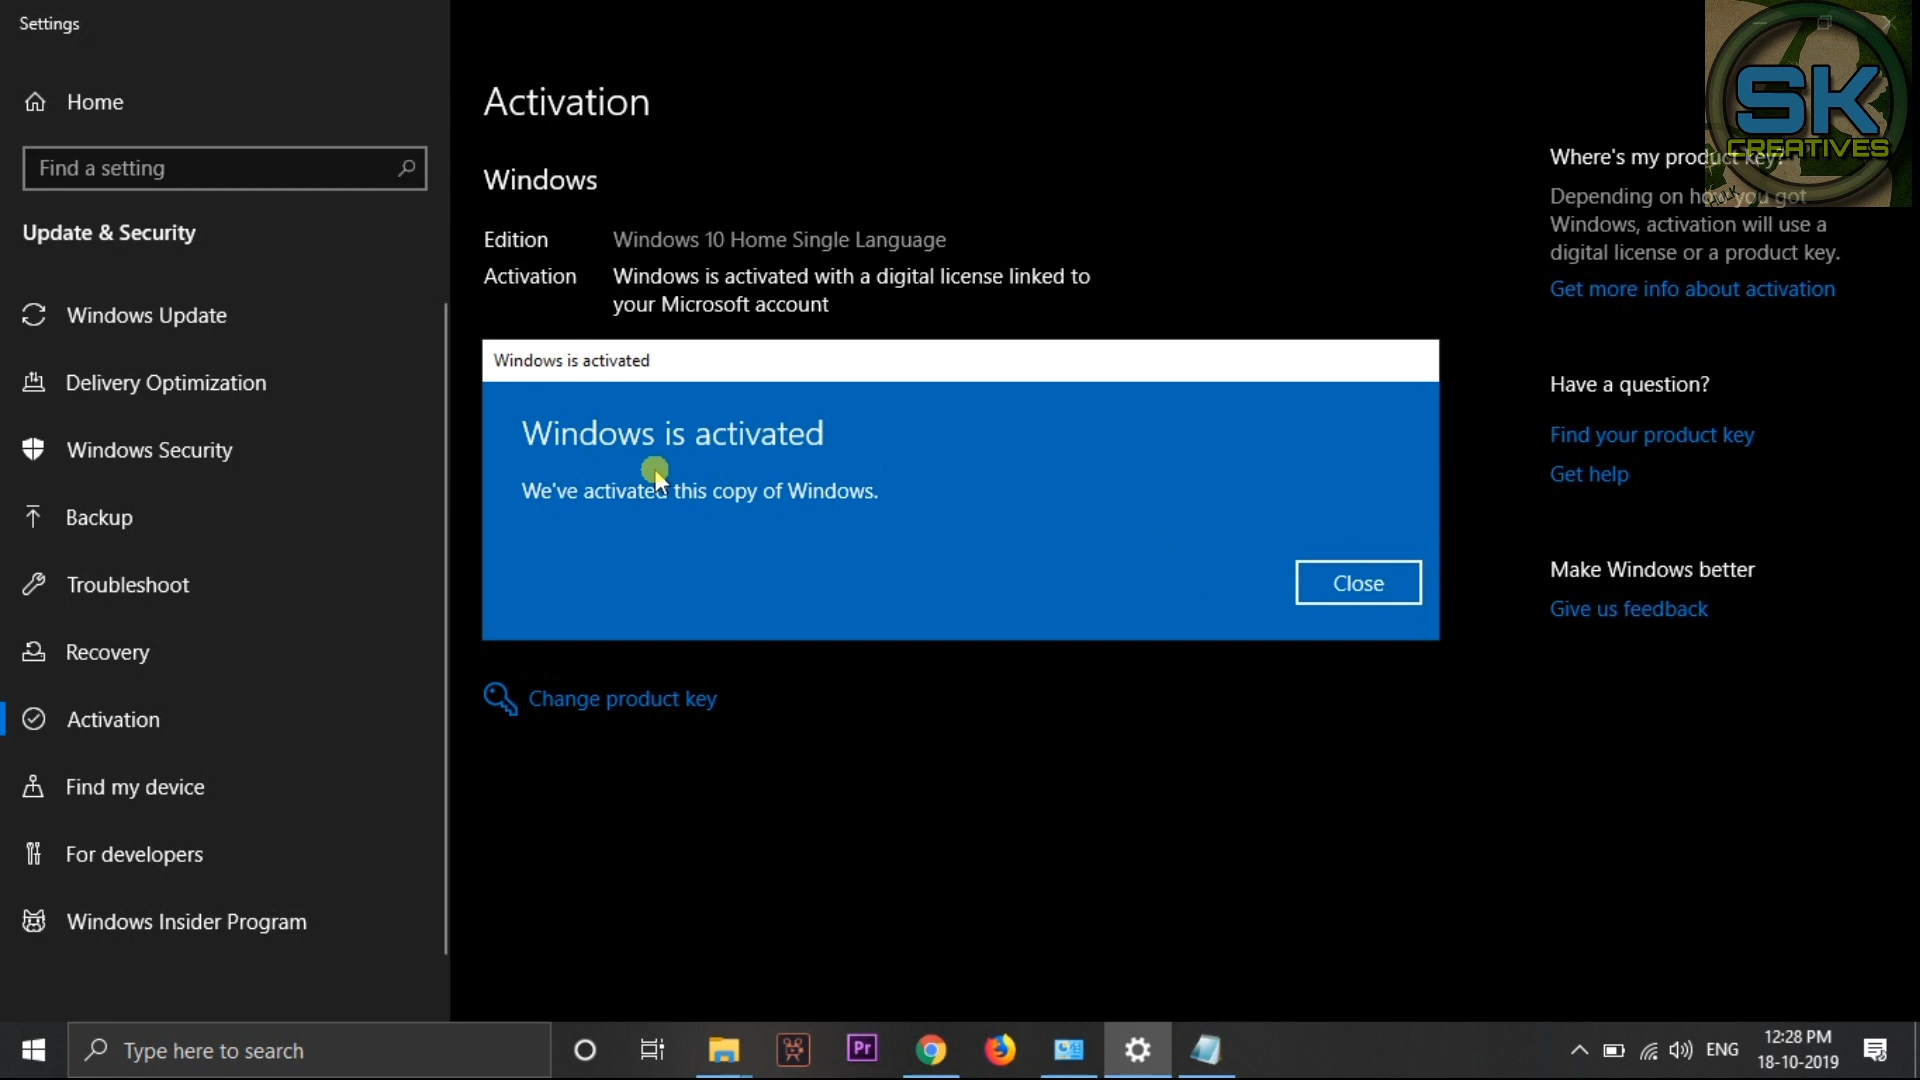 Settings
Home
Find a setting
Update & Security
Windows Update
Delivery Optimization
Windows Security
Backup
Troubleshoot
Recovery
Activation
Find my device
For developers
Windows Insider Program
Activation
Windows
Edition Windows 10 Home Single Language
Activation Windows is activated with a digital license linked to
your Microsoft account
Windows is activated
Windows is activated
We've activated this copy of Windows.
Close
Change product key
SK
CREATIVES
Where's my product key?
Depending on how you got
Windows, activation will use a
digital license or a product key.
Get more info about activation
Have a question?
Find your product key
Get help
Make Windows better
Give us feedback
Type here to search
Pr
ENG
12:28 PM
18-10-2019